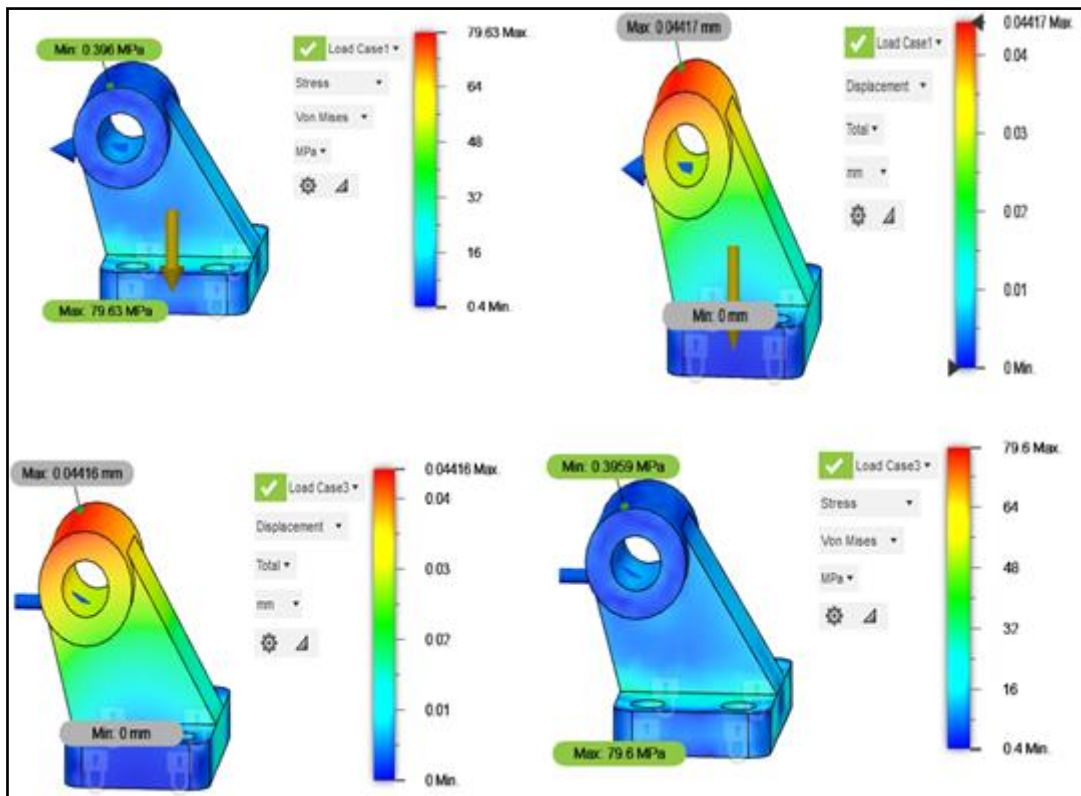 Min: 0.396 MPa
Max: 79.63 MPa
Load Case1
Stress
Von Mises
MPa
79.63 Max.
64
48
32
16
0.4 Min.
Max: 0.04417 mm
Min: 0 mm
Load Case1
Displacement
Total
mm
0.04417 Max.
0.04
0.03
0.02
0.01
0 Min.
Max: 0.04416 mm
Min: 0 mm
Load Case3
Displacement
Total
mm
0.04416 Max.
0.04
0.03
0.02
0.01
0 Min.
Min: 0.3959 MPa
Max: 79.6 MPa
Load Case3
Stress
Von Mises
MPa
79.6 Max.
64
48
32
16
0.4 Min.